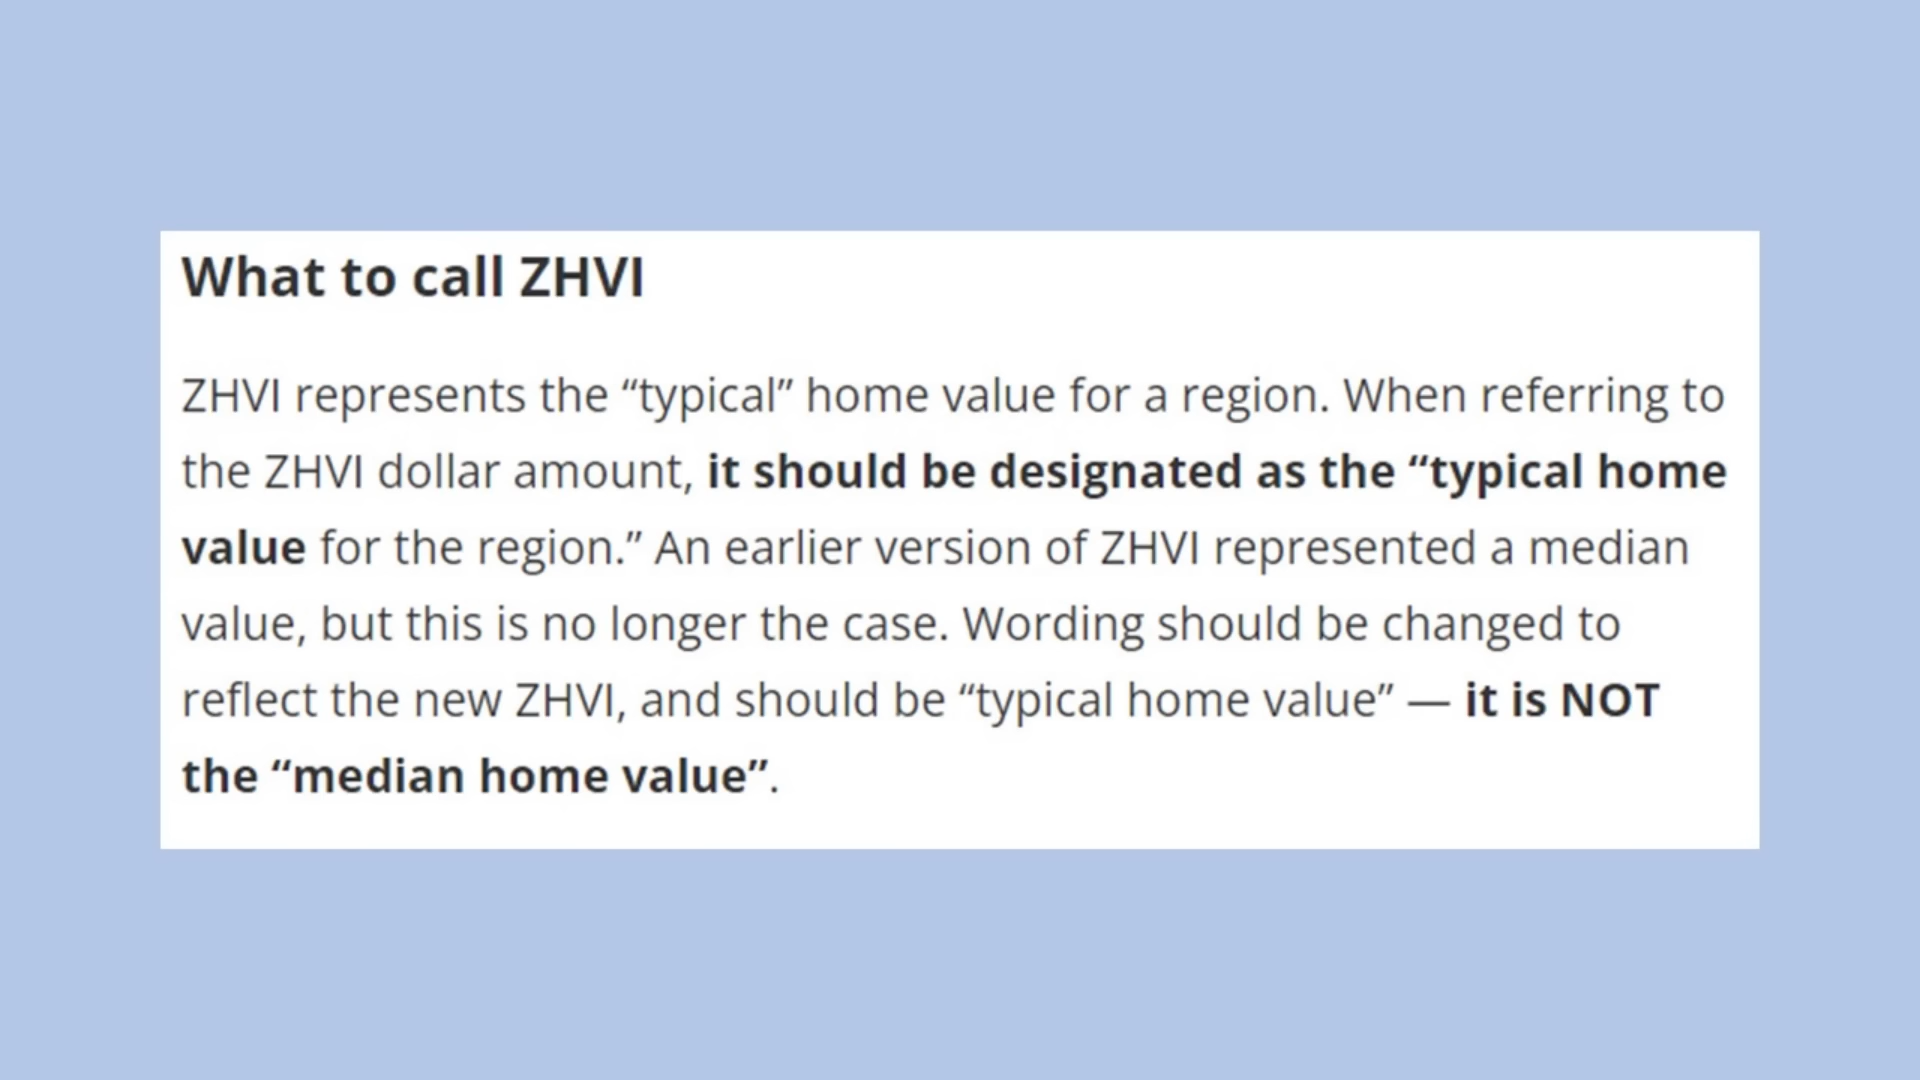 What to call ZHVI
ZHVI represents the “typical” home value for a region. When referring to
the ZHVI dollar amount, it should be designated as the “typical home
value for the region.” An earlier version of ZHVI represented a median
value, but this is no longer the case. Wording should be changed to
reflect the new ZHVI, and should be “typical home value” — it is NOT
the “median home value”.